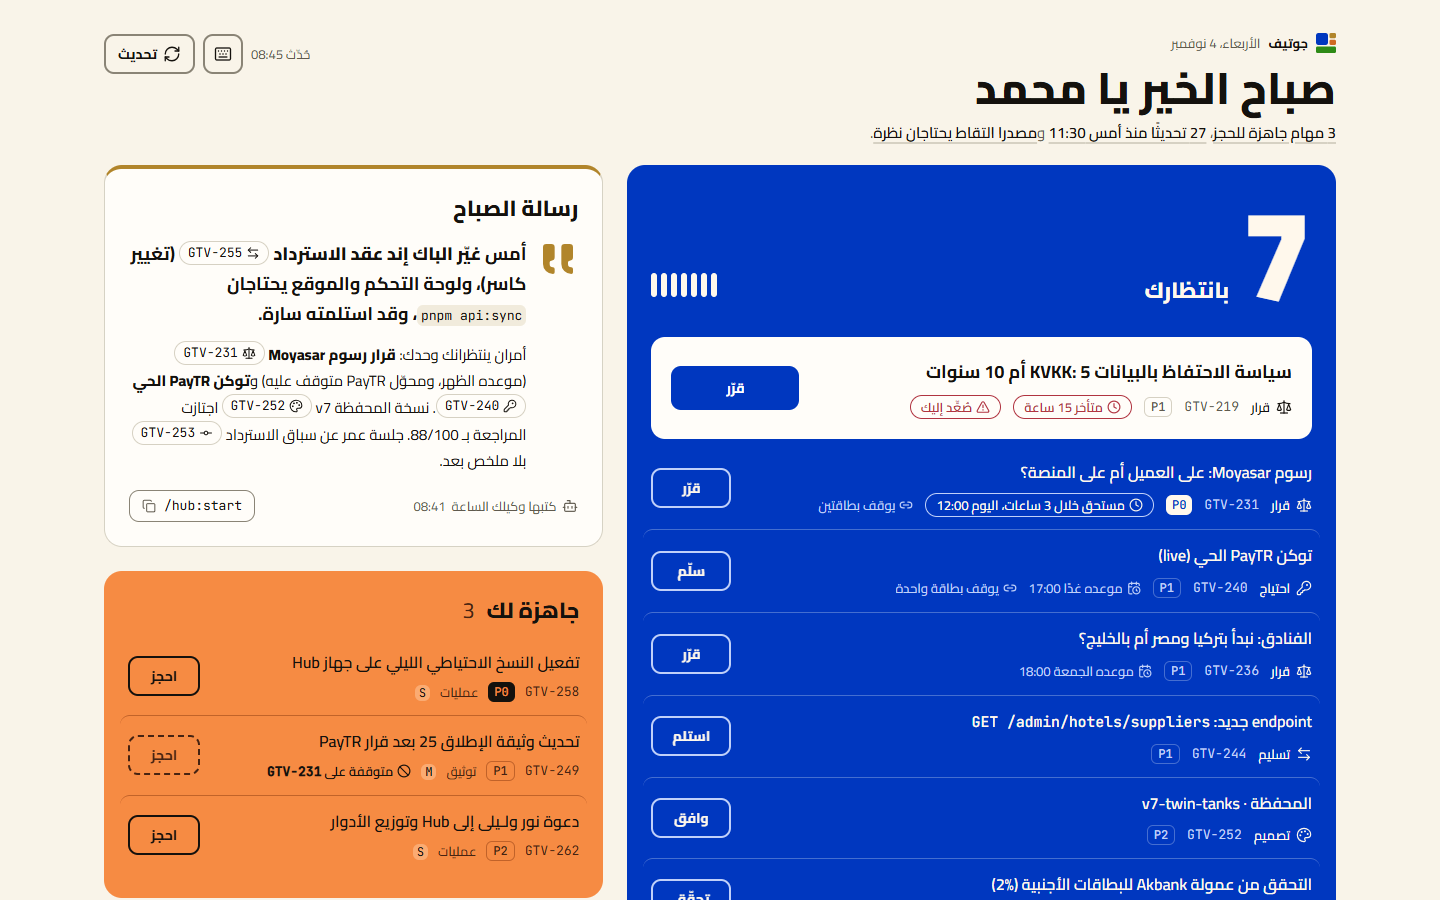 جوتيف الأربعاء، 4 نوفمبر
صباح الخير يا محمد
3 مهام جاهزة للحجز، 27 تحديثًا منذ أمس 11:30 ومصدرا التقاط يحتاجان نظرة.
حُدّث 08:45
تحديث
7 بانتظارك
سياسة الاحتفاظ بالبيانات KVKK: 5 أم 10 سنوات
قرار GTV-219 P1 متأخر 15 ساعة صُعِّد إليك
قرّر
رسوم Moyasar: على العميل أم على المنصة؟
قرار GTV-231 P0 مستحق خلال 3 ساعات، اليوم 12:00 يوقف بطاقتين
قرّر
توكن PayTR الحي (live)
احتياج GTV-240 P1 موعده غدًا 17:00 يوقف بطاقة واحدة
سلّم
الفنادق: نبدأ بتركيا ومصر أم بالخليج؟
قرار GTV-236 P1 موعده الجمعة 18:00
قرّر
endpoint جديد: GET /admin/hotels/suppliers
تسليم GTV-244 P1
استلم
المحفظة · v7-twin-tanks
تصميم GTV-252 P2
وافق
التحقق من عمولة Akbank للبطاقات الأجنبية (2%)
تحقّق
رسالة الصباح
أمس غيّر الباك إند عقد الاسترداد GTV-255 (تغيير
كاسر)، ولوحة التحكم والموقع يحتاجان
pnpm api:sync، وقد استلمته سارة.
أمران ينتظرانك وحدك: قرار رسوم Moyasar GTV-231
(موعده الظهر، ومحوّل PayTR متوقف عليه) وتوكن PayTR الحي
GTV-240. نسخة المحفظة v7 GTV-252 اجتازت
المراجعة بـ 88/100. جلسة عمر عن سباق الاسترداد GTV-253
بلا ملخص بعد.
كتبها وكيلك الساعة 08:41
/hub:start
جاهزة لك 3
تفعيل النسخ الاحتياطي الليلي على جهاز Hub
GTV-258 P0 عمليات S
احجز
تحديث وثيقة الإطلاق 25 بعد قرار PayTR
GTV-249 P1 توثيق M متوقفة على GTV-231
احجز
دعوة نور وليلى إلى Hub وتوزيع الأدوار
GTV-262 P2 عمليات S
احجز